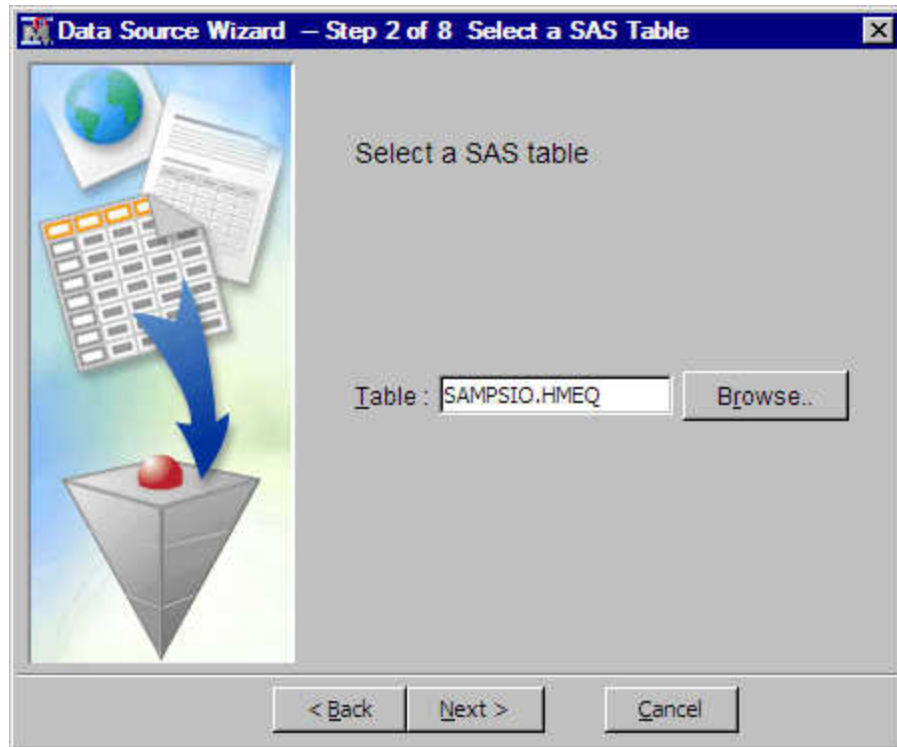 Data Source Wizard – Step 2 of 8 Select a SAS Table
Select a SAS table
Table : SAMPSIO.HMEQ Browse..
< Back Next > Cancel